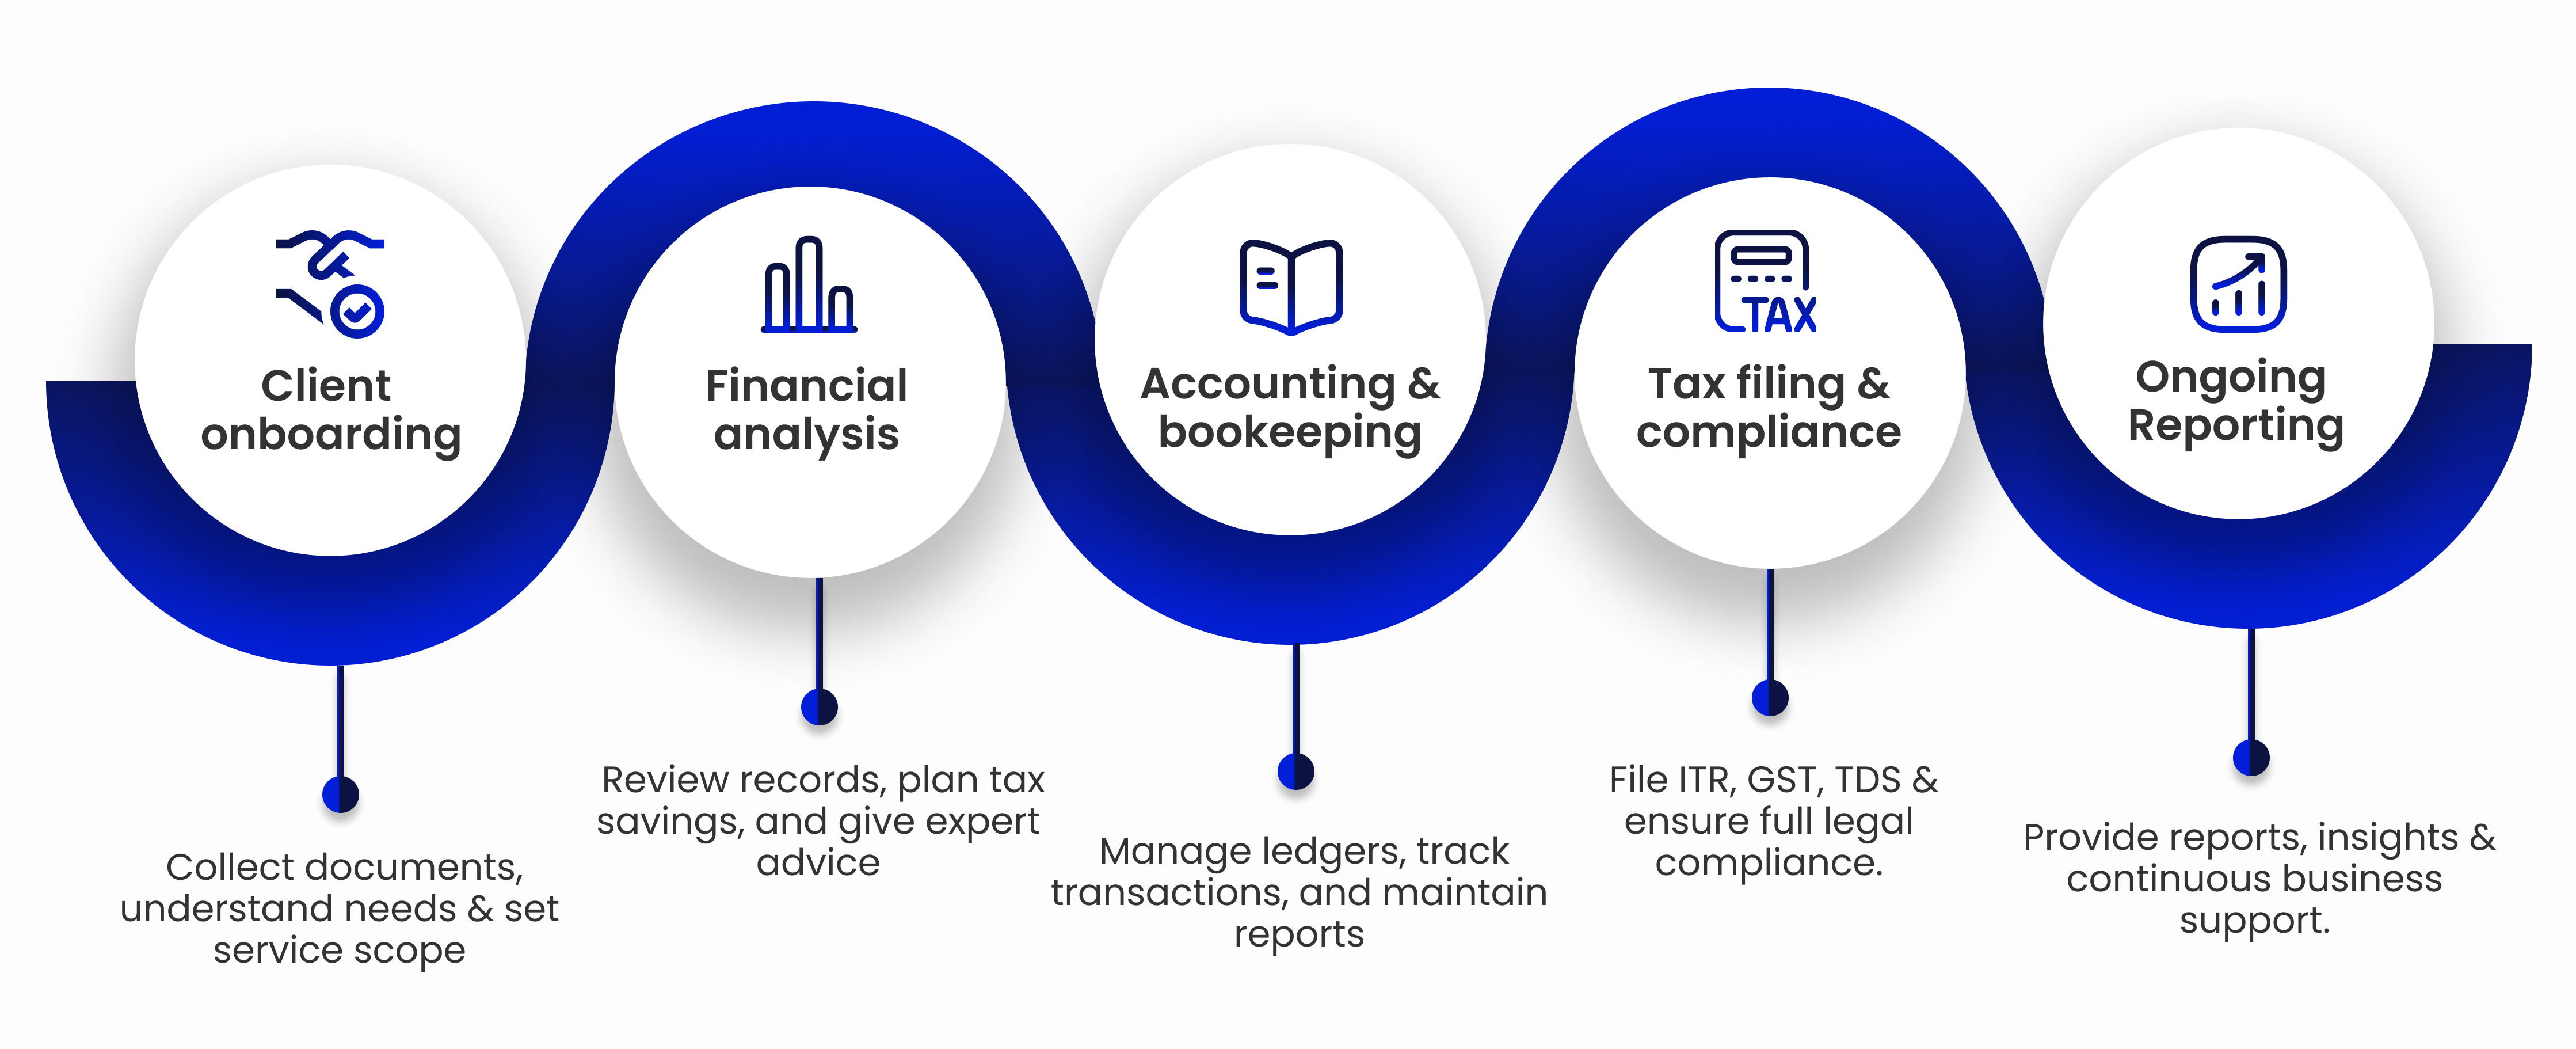 Client
onboarding
Collect documents,
understand needs & set
service scope
Financial
analysis
Review records, plan tax
savings, and give expert
advice
Accounting &
bookeeping
Manage ledgers, track
transactions, and maintain
reports
TAX
Tax filing &
compliance
File ITR, GST, TDS &
ensure full legal
compliance.
Ongoing
Reporting
Provide reports, insights &
continuous business
support.